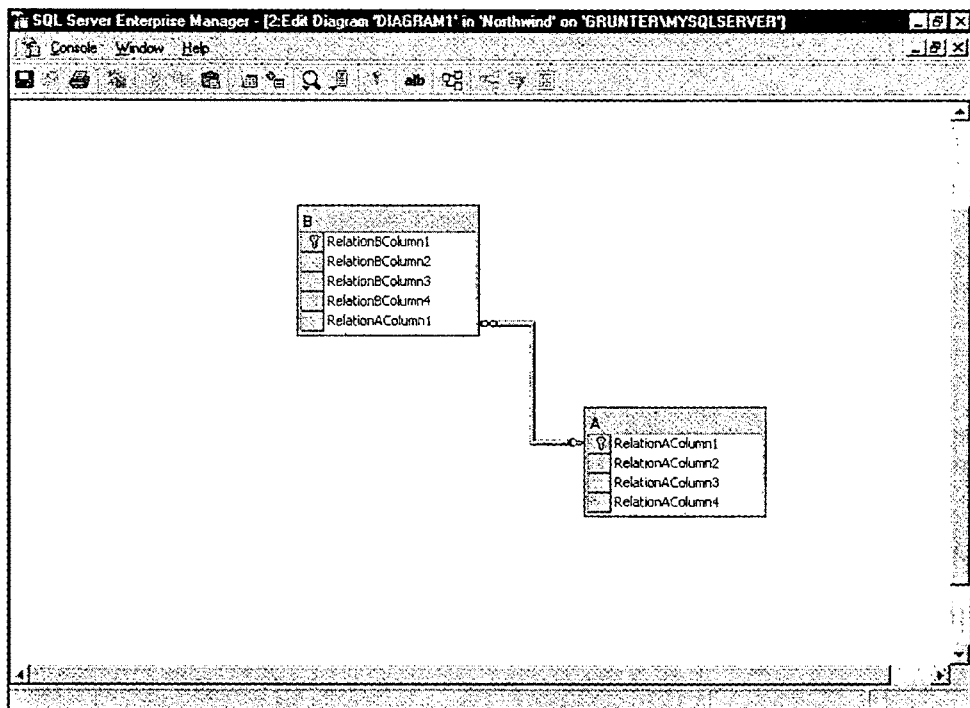 SQL Server Enterprise Manager - [2:Edit Diagram 'DIAGRAM1' in 'Northwind' on 'GRUNTER\MYSQLSERVER']
Console Window Help
ab
B
RelationBColumn1
RelationBColumn2
RelationBColumn3
RelationBColumn4
RelationAColumn1
A
RelationAColumn1
RelationAColumn2
RelationAColumn3
RelationAColumn4